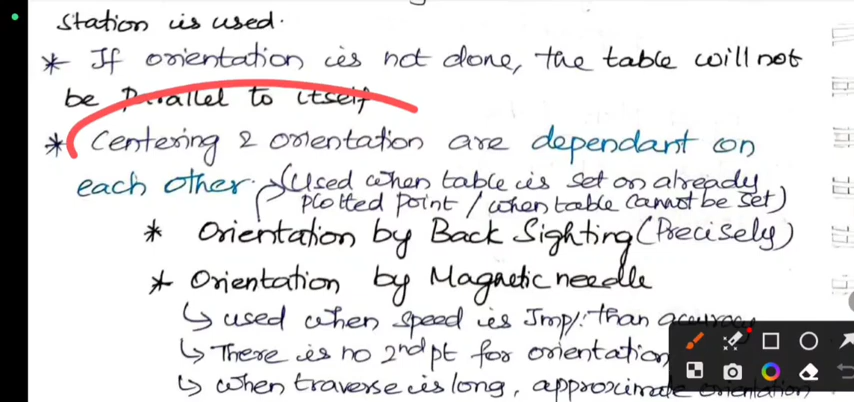 Station is used.
* If orientation is not done, the table will not
be Parallel to itself
* Centering & orientation are dependant on
each other. → (Used when table is set on already
plotted point / when table cannot be set)
* Orientation by Back Sighting (Precisely)
* Orientation by Magnetic needle
↳ used when speed is Imp. than accuracy
↳ There is no 2nd pt for orientation
↳ when traverse is long, approximate orientation